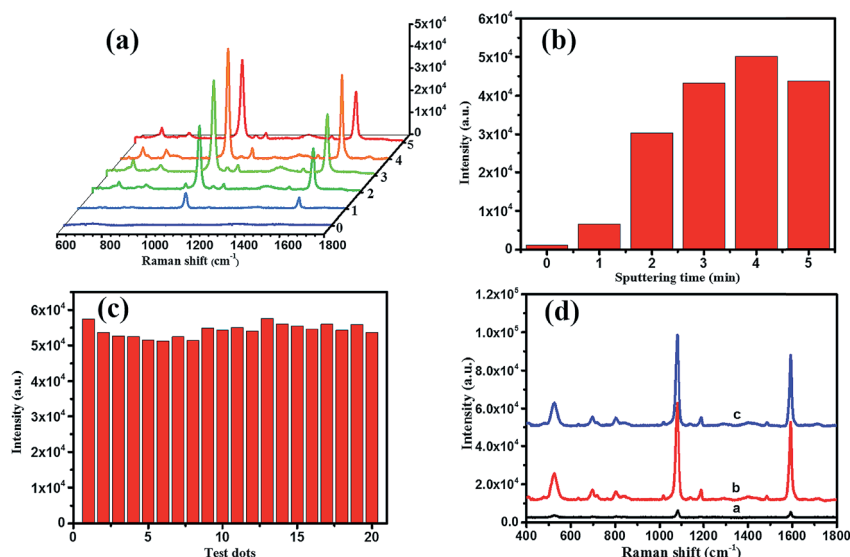 (a)
5x10⁴
4x10⁴
3x10⁴
2x10⁴
1x10⁴
0
5
4
3
2
1
0
600 800 1000 1200 1400 1600 1800
Raman shift (cm⁻¹)
(b)
Intensity (a.u.)
6x10⁴
5x10⁴
4x10⁴
3x10⁴
2x10⁴
1x10⁴
0
0 1 2 3 4 5
Sputtering time (min)
(c)
Intensity (a.u.)
6x10⁴
5x10⁴
4x10⁴
3x10⁴
2x10⁴
1x10⁴
0
0 5 10 15 20
Test dots
(d)
Intensity (a.u.)
1.2x10⁵
1.0x10⁵
8.0x10⁴
6.0x10⁴
4.0x10⁴
2.0x10⁴
0.0
c
b
a
400 600 800 1000 1200 1400 1600 1800
Raman shift (cm⁻¹)